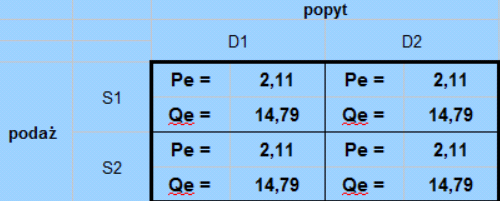 popyt
D1 D2
podaż
S1
Pe = 2,11 Pe = 2,11
Qe = 14,79 Qe = 14,79
S2
Pe = 2,11 Pe = 2,11
Qe = 14,79 Qe = 14,79